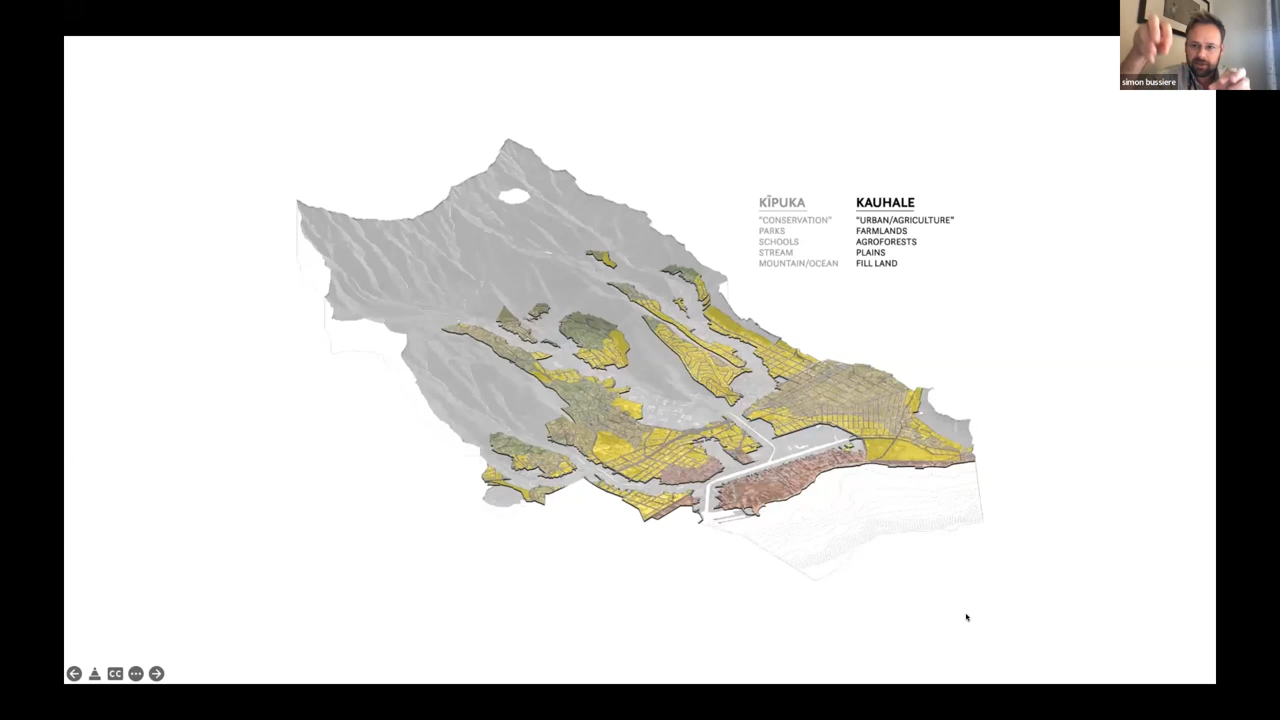 simon bussiere
KĪPUKA
"CONSERVATION"
PARKS
SCHOOLS
STREAM
MOUNTAIN/OCEAN
KAUHALE
"URBAN/AGRICULTURE"
FARMLANDS
AGROFORESTS
PLAINS
FILL LAND
CC